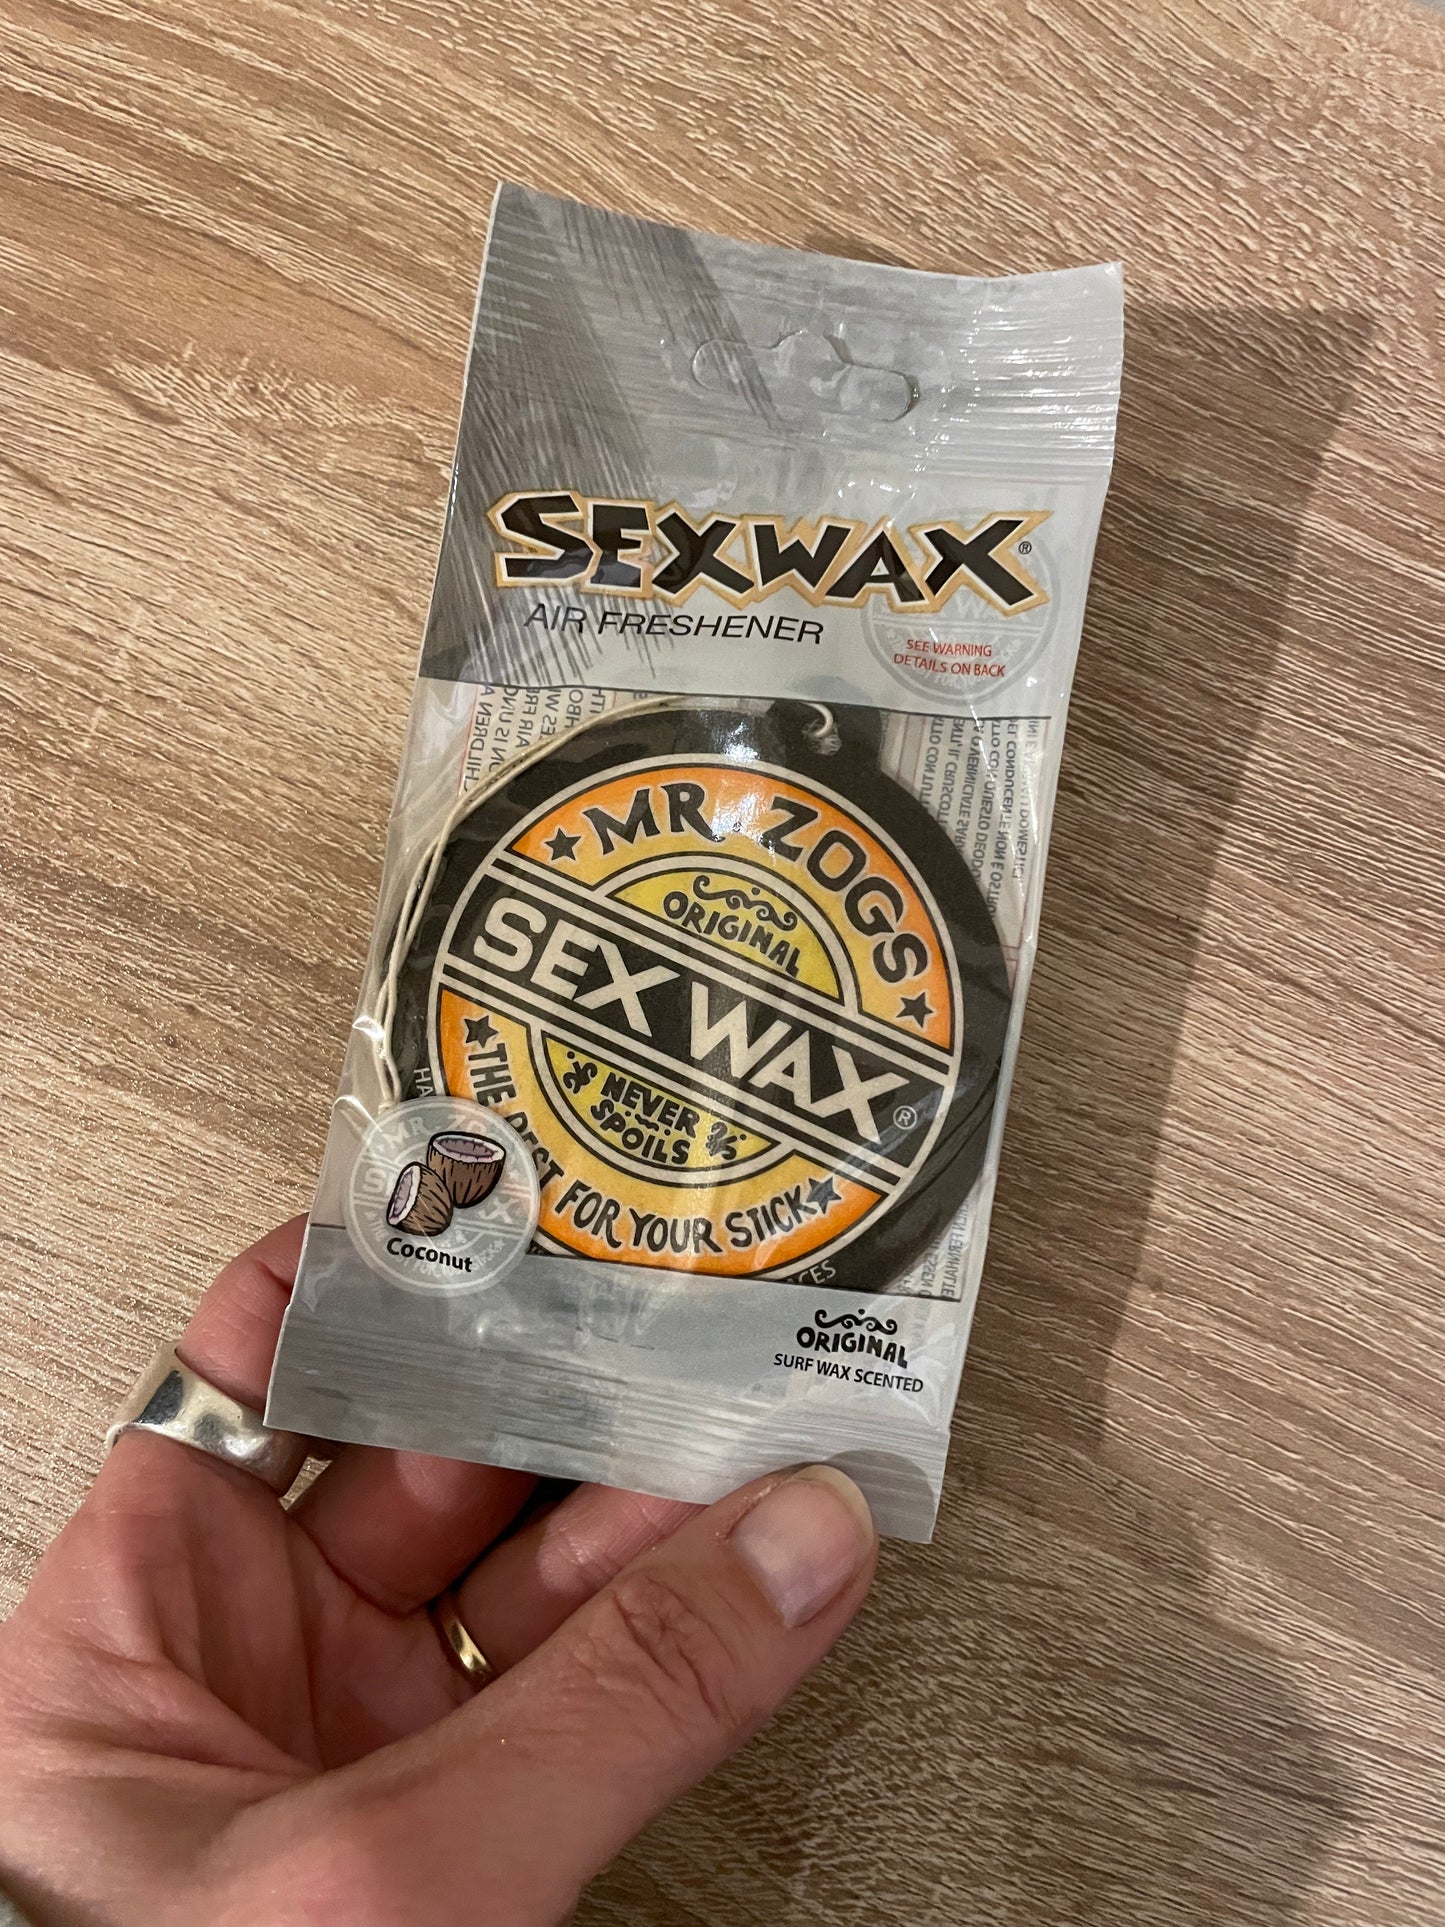 SEXWAX®
AIR FRESHENER
SEE WARNING
DETAILS ON BACK
MR. ZOGS
ORIGINAL
SEX WAX®
NEVER
SPOILS
THE BEST FOR YOUR STICK
Coconut
ORIGINAL
SURF WAX SCENTED